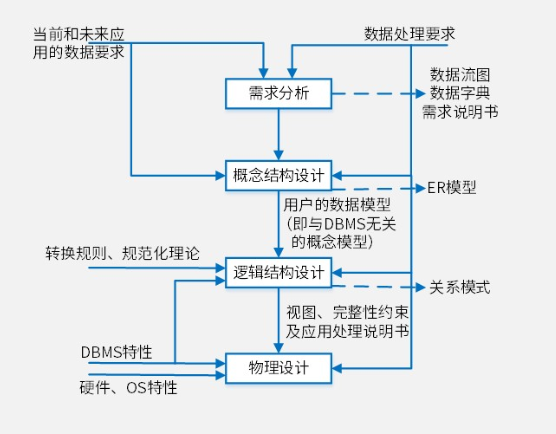 当前和未来应
用的数据要求
数据处理要求
需求分析
数据流图
数据字典
需求说明书
概念结构设计
ER模型
用户的数据模型
（即与DBMS无关
的概念模型）
转换规则、规范化理论
逻辑结构设计
关系模式
视图、完整性约束
及应用处理说明书
DBMS特性
物理设计
硬件、OS特性